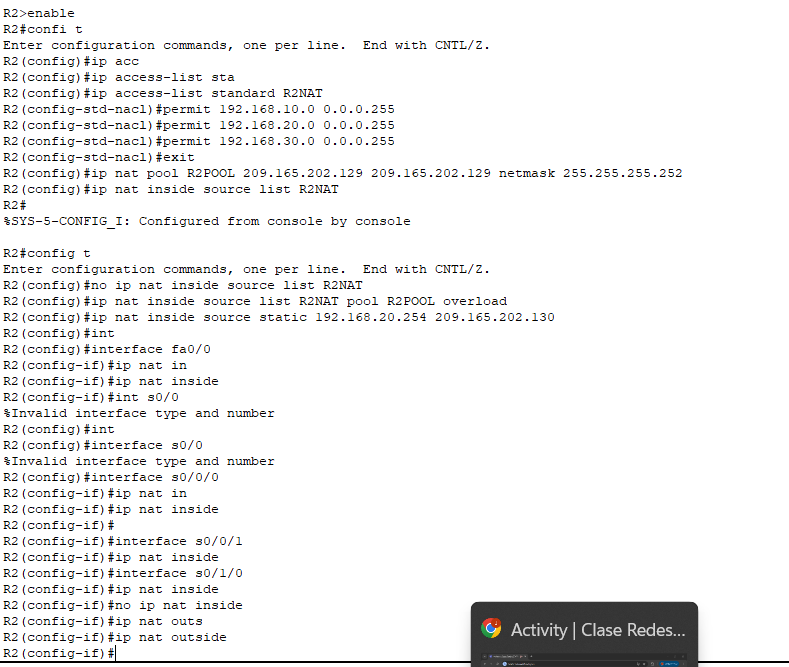 R2>enable
R2#confi t
Enter configuration commands, one per line.  End with CNTL/Z.
R2(config)#ip acc
R2(config)#ip access-list sta
R2(config)#ip access-list standard R2NAT
R2(config-std-nacl)#permit 192.168.10.0 0.0.0.255
R2(config-std-nacl)#permit 192.168.20.0 0.0.0.255
R2(config-std-nacl)#permit 192.168.30.0 0.0.0.255
R2(config-std-nacl)#exit
R2(config)#ip nat pool R2POOL 209.165.202.129 209.165.202.129 netmask 255.255.255.252
R2(config)#ip nat inside source list R2NAT
R2#
%SYS-5-CONFIG_I: Configured from console by console

R2#config t
Enter configuration commands, one per line.  End with CNTL/Z.
R2(config)#no ip nat inside source list R2NAT
R2(config)#ip nat inside source list R2NAT pool R2POOL overload
R2(config)#ip nat inside source static 192.168.20.254 209.165.202.130
R2(config)#int
R2(config)#interface fa0/0
R2(config-if)#ip nat in
R2(config-if)#ip nat inside
R2(config-if)#int s0/0
%Invalid interface type and number
R2(config)#int
R2(config)#interface s0/0
%Invalid interface type and number
R2(config)#interface s0/0/0
R2(config-if)#ip nat in
R2(config-if)#ip nat inside
R2(config-if)#
R2(config-if)#interface s0/0/1
R2(config-if)#ip nat inside
R2(config-if)#interface s0/1/0
R2(config-if)#ip nat inside
R2(config-if)#no ip nat inside
R2(config-if)#ip nat outs
R2(config-if)#ip nat outside
R2(config-if)#
Activity | Clase Redes...